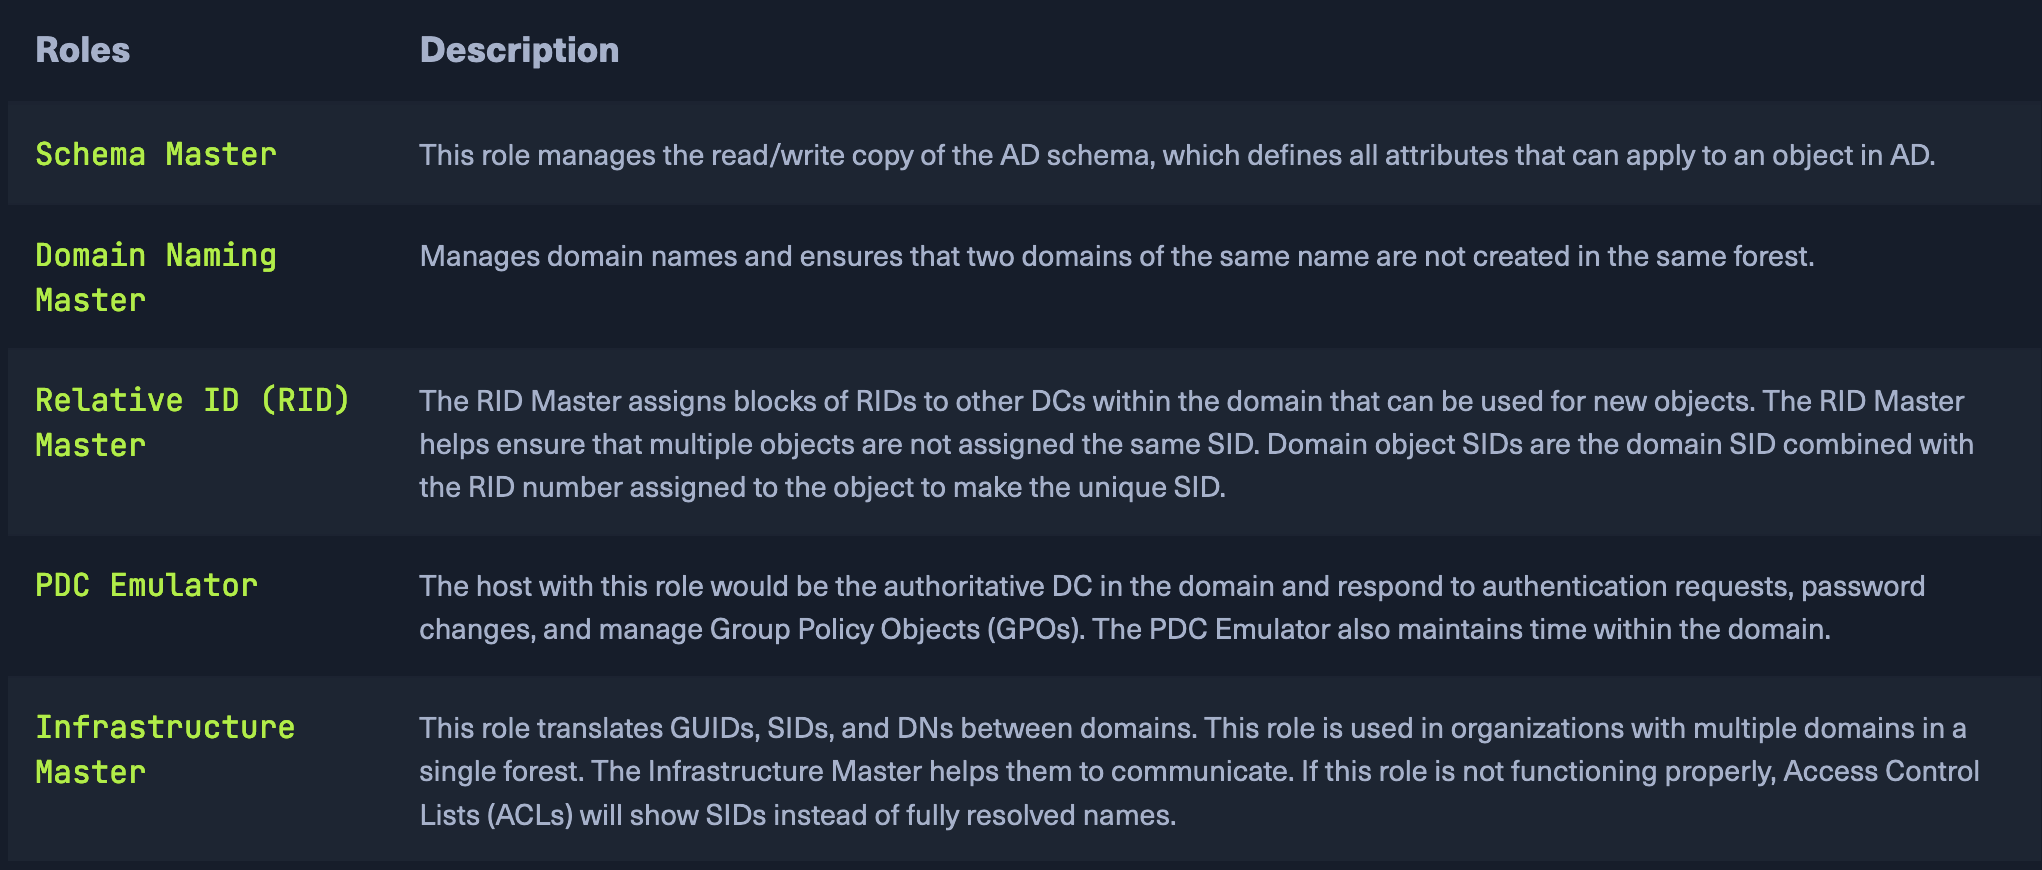 Roles Description
Schema Master This role manages the read/write copy of the AD schema, which defines all attributes that can apply to an object in AD.
Domain Naming Manages domain names and ensures that two domains of the same name are not created in the same forest.
Master
Relative ID (RID) The RID Master assigns blocks of RIDs to other DCs within the domain that can be used for new objects. The RID Master
Master helps ensure that multiple objects are not assigned the same SID. Domain object SIDs are the domain SID combined with
the RID number assigned to the object to make the unique SID.
PDC Emulator The host with this role would be the authoritative DC in the domain and respond to authentication requests, password
changes, and manage Group Policy Objects (GPOs). The PDC Emulator also maintains time within the domain.
Infrastructure This role translates GUIDs, SIDs, and DNs between domains. This role is used in organizations with multiple domains in a
Master single forest. The Infrastructure Master helps them to communicate. If this role is not functioning properly, Access Control
Lists (ACLs) will show SIDs instead of fully resolved names.